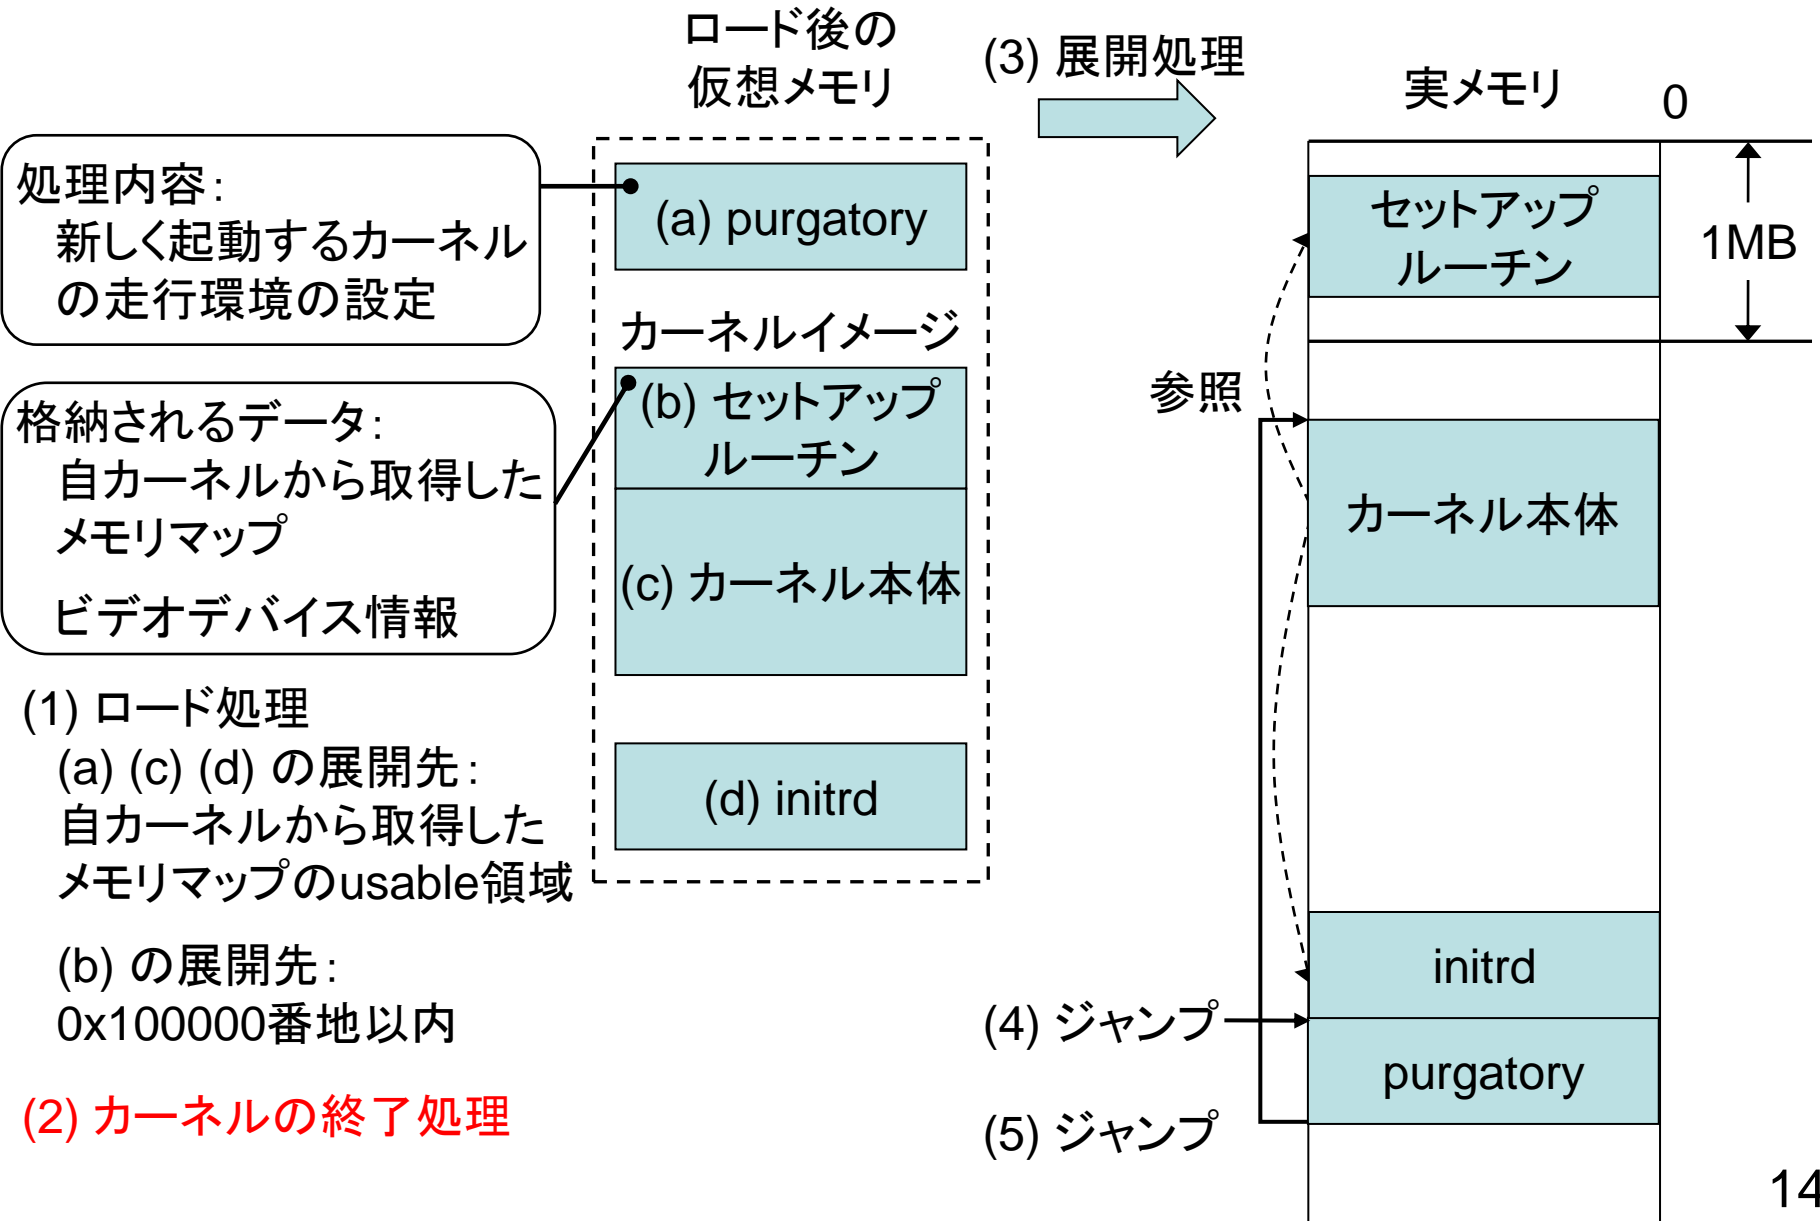 ロード後の
仮想メモリ
(3) 展開処理
実メモリ
0
処理内容:
新しく起動するカーネル
の走行環境の設定
(a) purgatory
セットアップ
ルーチン
1MB
カーネルイメージ
格納されるデータ:
自カーネルから取得した
メモリマップ
ビデオデバイス情報
(b) セットアップ
ルーチン
参照
(c) カーネル本体
カーネル本体
(1) ロード処理
(a) (c) (d) の展開先:
自カーネルから取得した
メモリマップのusable領域
(d) initrd
(b) の展開先:
0x100000番地以内
initrd
(4) ジャンプ
purgatory
(2) カーネルの終了処理
(5) ジャンプ
14